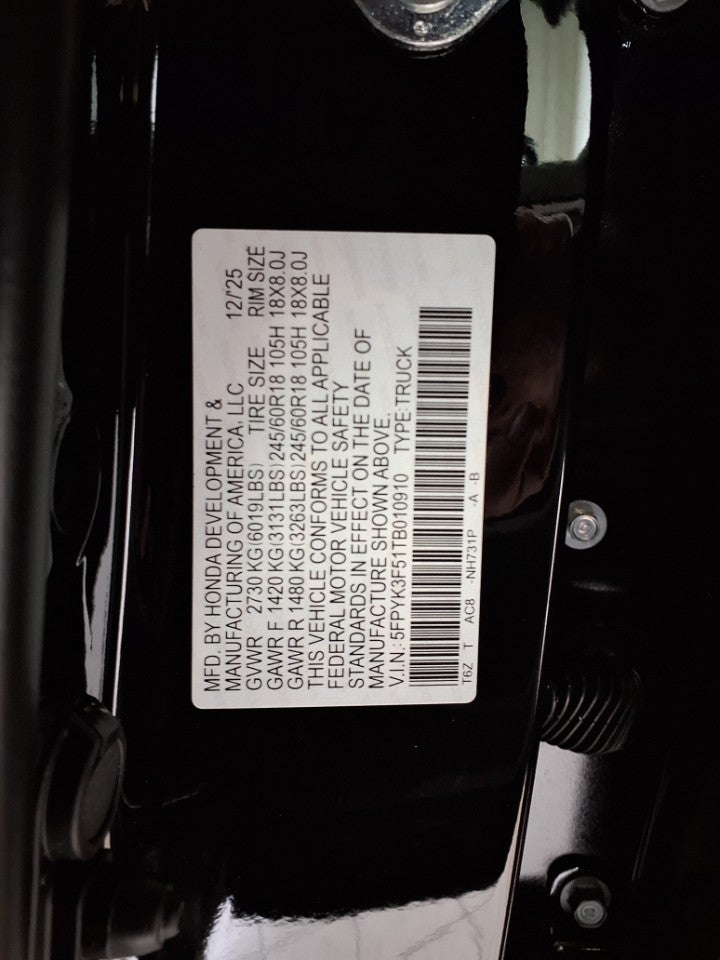 MFD. BY HONDA DEVELOPMENT &
MANUFACTURING OF AMERICA, LLC 12/'25
GVWR 2730 KG(6019LBS) TIRE SIZE RIM SIZE
GAWR F 1420 KG(3131LBS)245/60R18 105H 18X8.0J
GAWR R 1480 KG(3263LBS)245/60R18 105H 18X8.0J
THIS VEHICLE CONFORMS TO ALL APPLICABLE
FEDERAL MOTOR VEHICLE SAFETY
STANDARDS IN EFFECT ON THE DATE OF
MANUFACTURE SHOWN ABOVE.
V.I.N.:5FPYK3F51TB010910 TYPE:TRUCK
T6Z T AC8 -NH731P -A -B